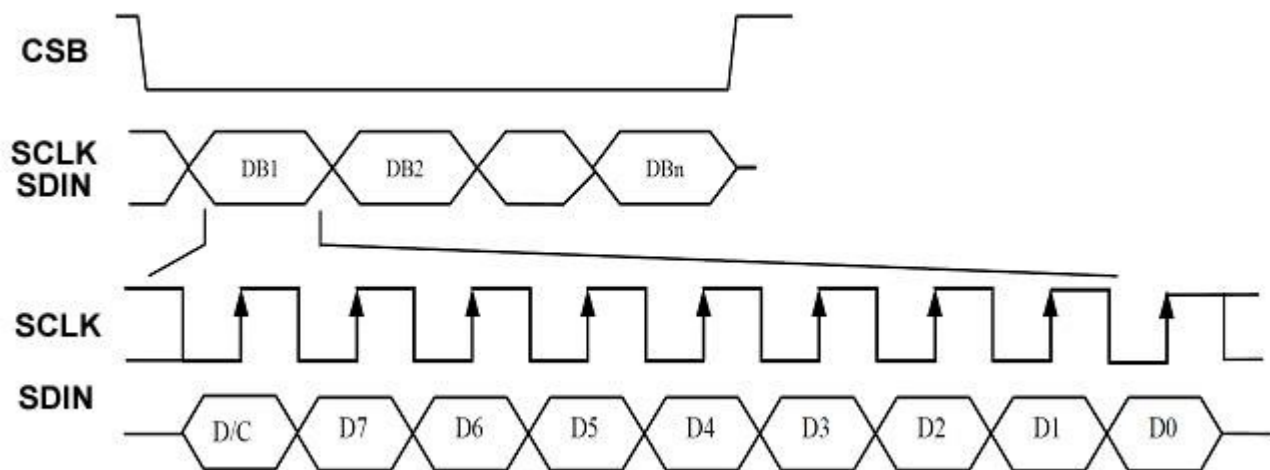 CSB
SCLK
SDIN
DB1 DB2 DBn
SCLK
SDIN
D/C D7 D6 D5 D4 D3 D2 D1 D0